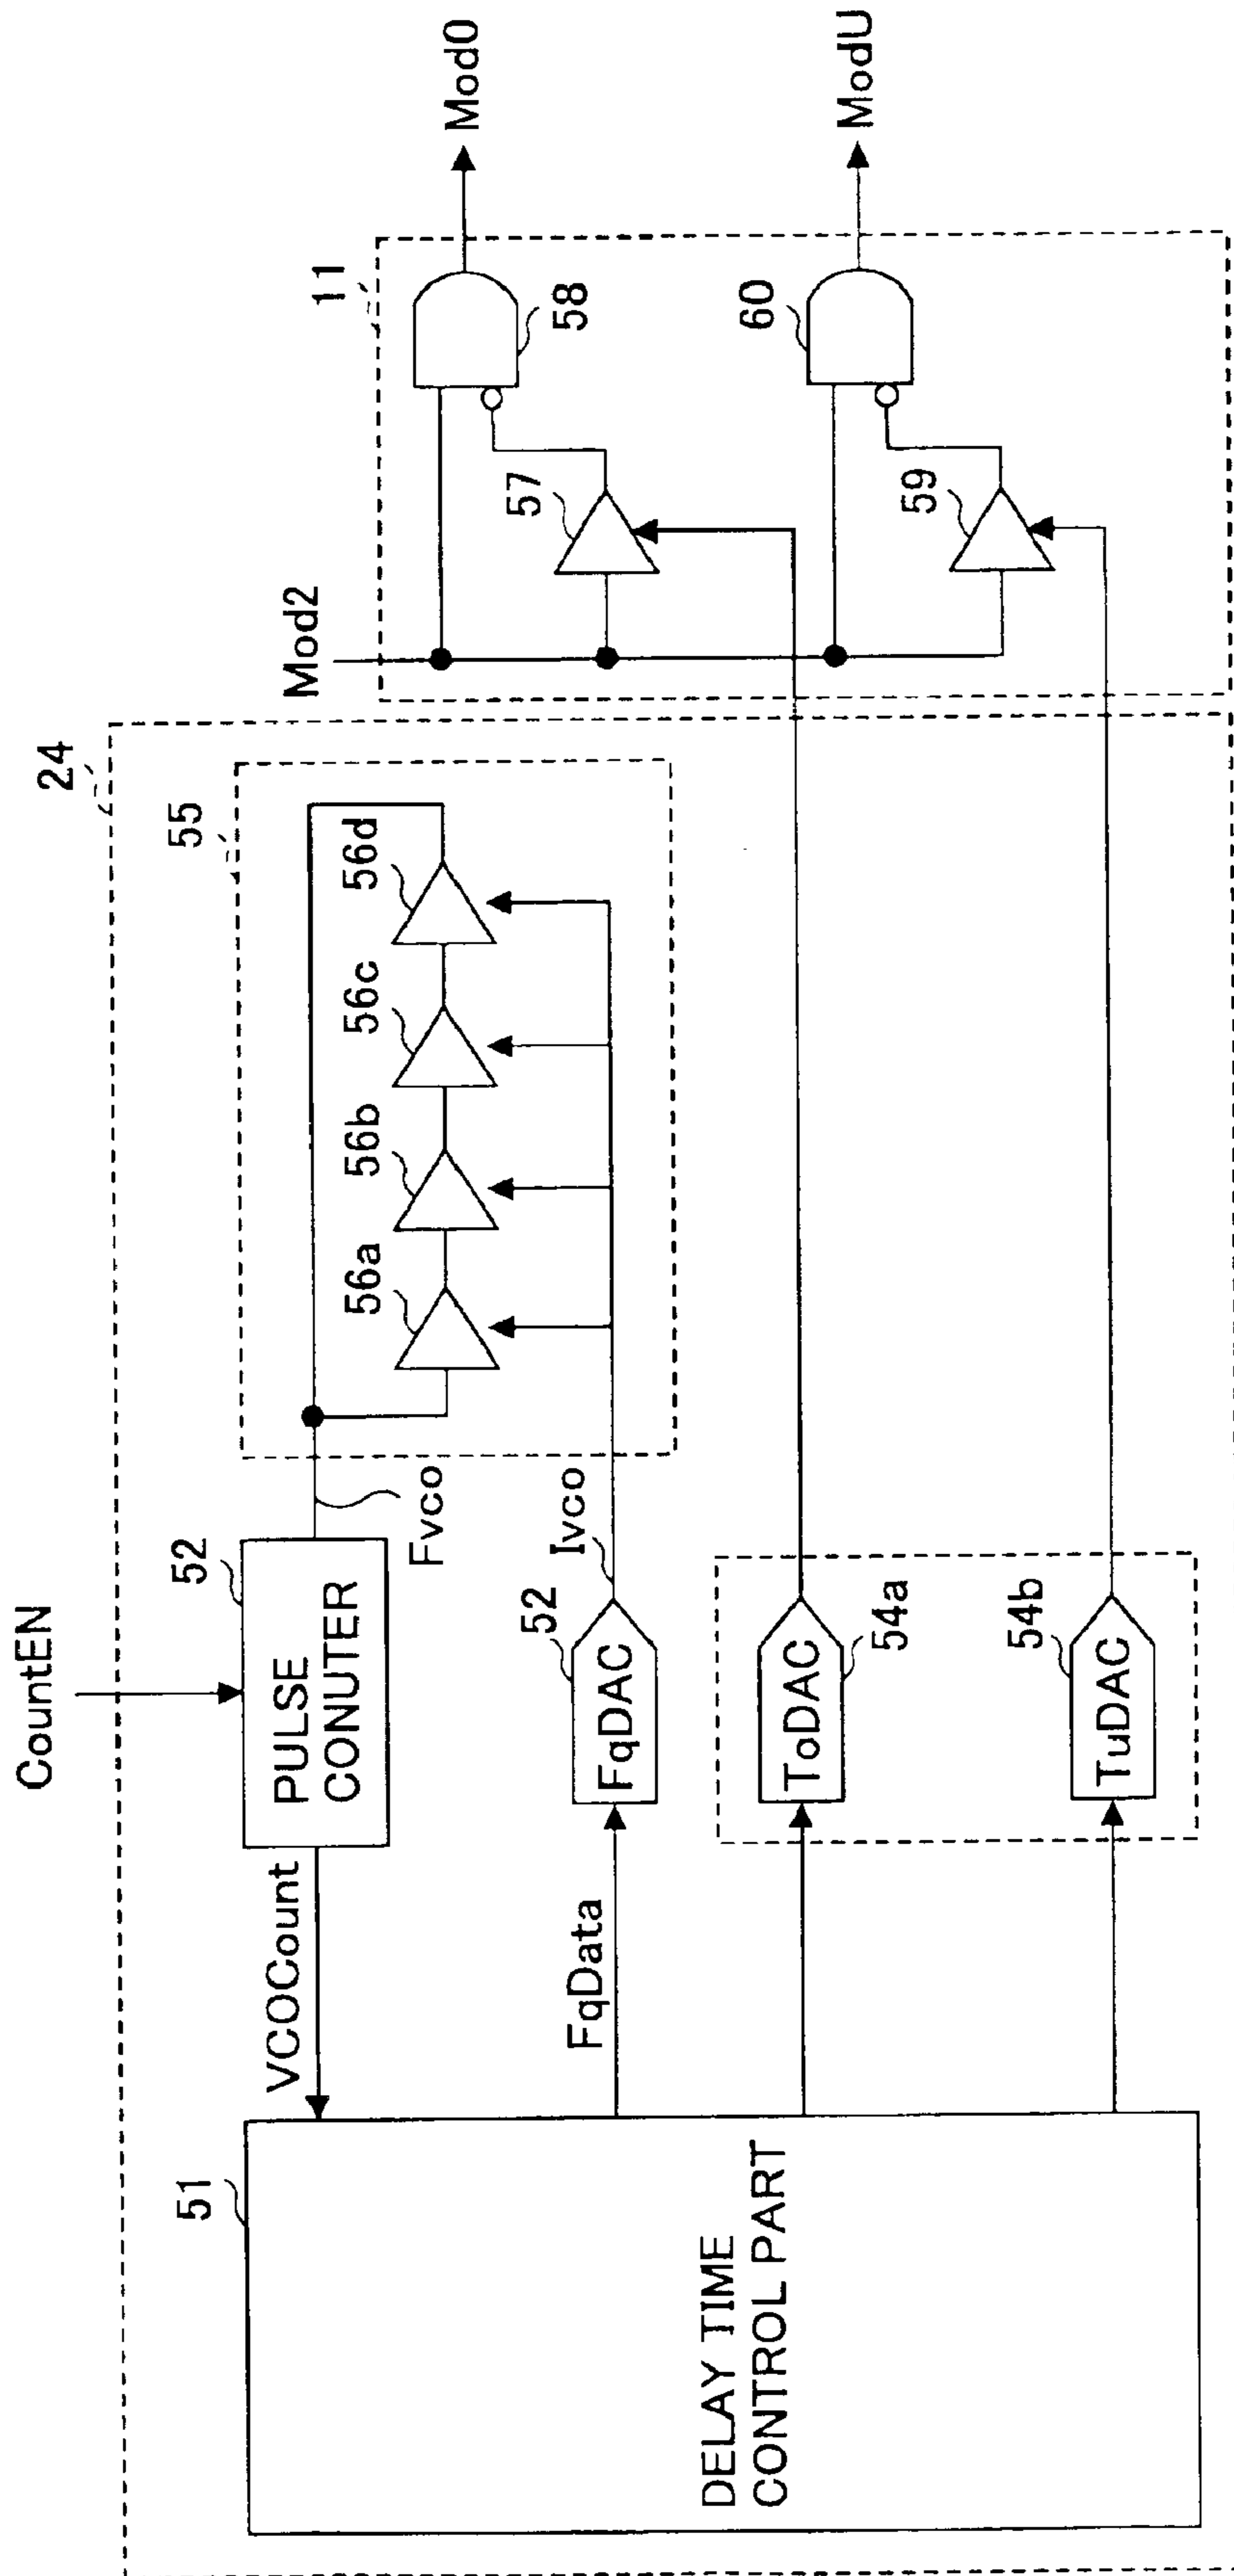 CountEN
24
51
DELAY TIME
CONTROL PART
VCOCount
52
PULSE
CONUTER
Fvco
55
56a
56b
56c
56d
FqData
52
FqDAC
Ivco
ToDAC
54a
TuDAC
54b
Mod2
11
57
58
59
60
ModO
ModU